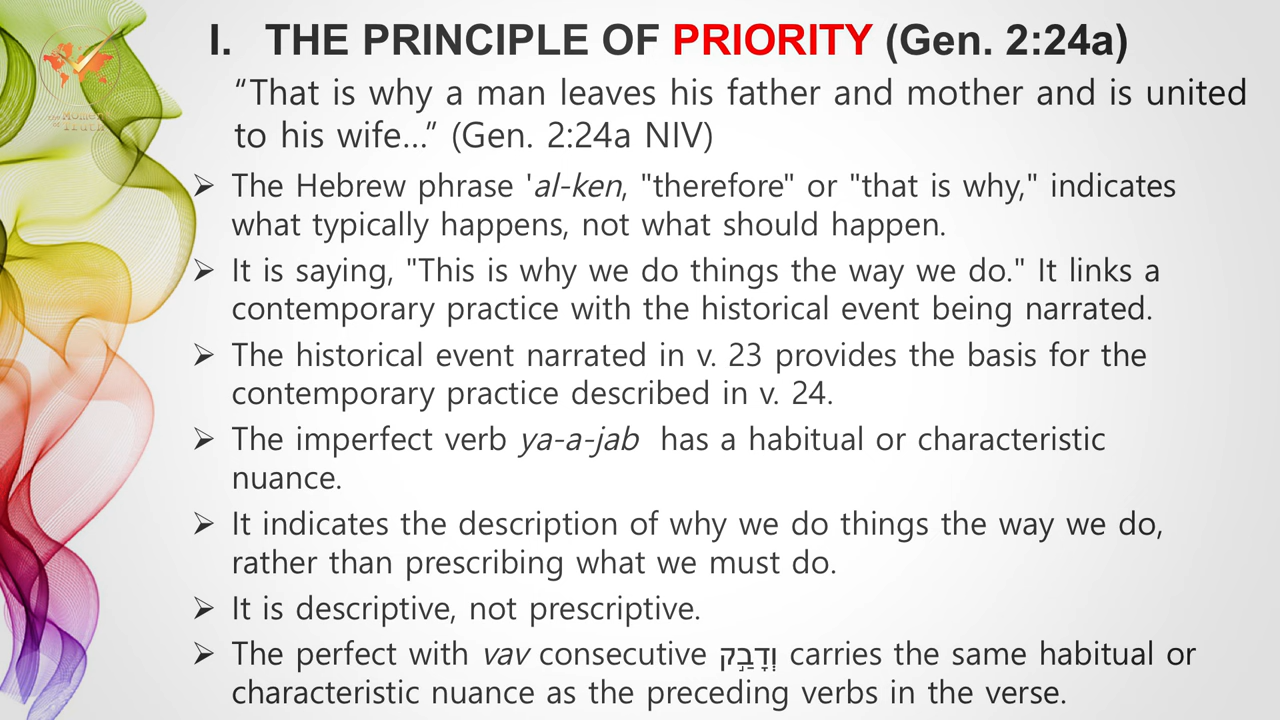 I. THE PRINCIPLE OF PRIORITY (Gen. 2:24a)
The Moment
of Truth
“That is why a man leaves his father and mother and is united
to his wife…” (Gen. 2:24a NIV)
➢ The Hebrew phrase 'al-ken, "therefore" or "that is why," indicates
what typically happens, not what should happen.
➢ It is saying, "This is why we do things the way we do." It links a
contemporary practice with the historical event being narrated.
➢ The historical event narrated in v. 23 provides the basis for the
contemporary practice described in v. 24.
➢ The imperfect verb ya-a-jab has a habitual or characteristic
nuance.
➢ It indicates the description of why we do things the way we do,
rather than prescribing what we must do.
➢ It is descriptive, not prescriptive.
➢ The perfect with vav consecutive וְדָבַ֣ק carries the same habitual or
characteristic nuance as the preceding verbs in the verse.